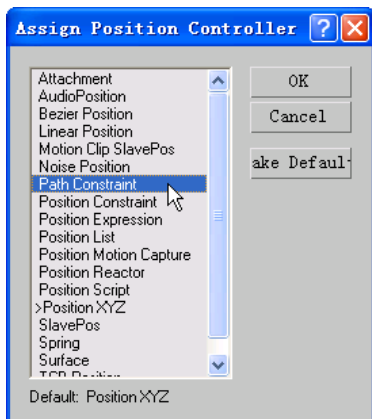 Assign Position Controller
Attachment
AudioPosition
Bezier Position
Linear Position
Motion Clip SlavePos
Noise Position
Path Constraint
Position Constraint
Position Expression
Position List
Position Motion Capture
Position Reactor
Position Script
>Position XYZ
SlavePos
Spring
Surface
OK
Cancel
ake Defaul
Default: Position XYZ